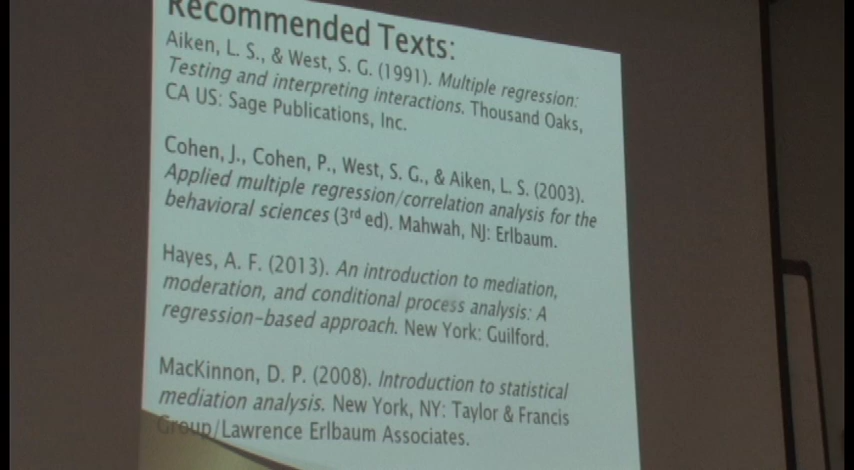 Recommended Texts:
Aiken, L. S., & West, S. G. (1991). Multiple regression:
Testing and interpreting interactions. Thousand Oaks,
CA US: Sage Publications, Inc.
Cohen, J., Cohen, P., West, S. G., & Aiken, L. S. (2003).
Applied multiple regression/correlation analysis for the
behavioral sciences (3rd ed). Mahwah, NJ: Erlbaum.
Hayes, A. F. (2013). An introduction to mediation,
moderation, and conditional process analysis: A
regression-based approach. New York: Guilford.
MacKinnon, D. P. (2008). Introduction to statistical
mediation analysis. New York, NY: Taylor & Francis
Group/Lawrence Erlbaum Associates.